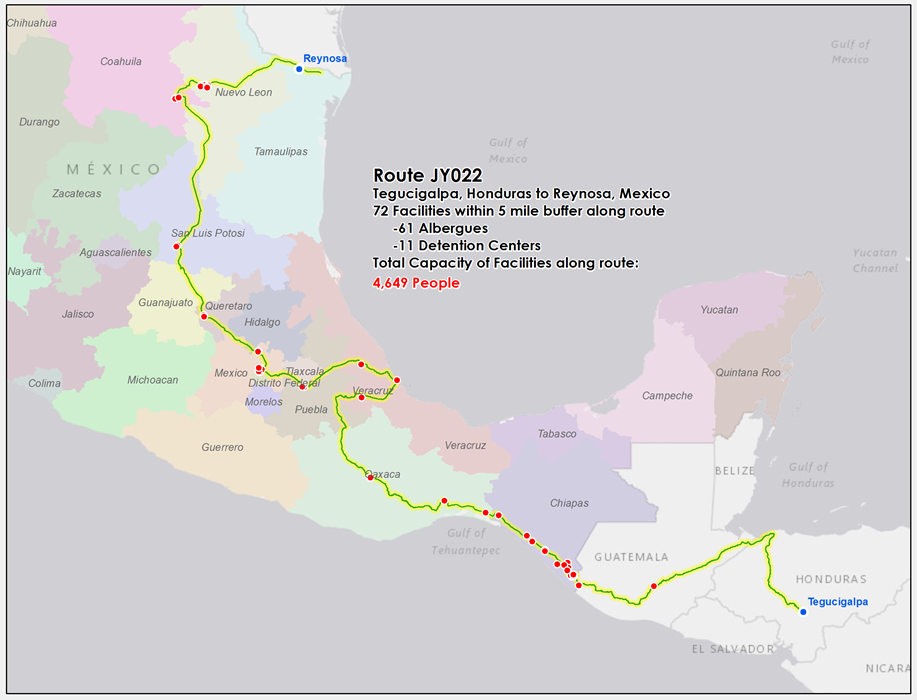 Chihuahua
Coahuila
Reynosa
Gulf of
Mexico
Nuevo Leon
Durango
Tamaulipas
Gulf of
Mexico
MÉXICO
Zacatecas
Route JY022
Tegucigalpa, Honduras to Reynosa, Mexico
72 Facilities within 5 mile buffer along route
-61 Albergues
-11 Detention Centers
Total Capacity of Facilities along route:
4,649 People
San Luis Potosi
Aguascalientes
Yucatan
Channel
Nayarit
Guanajuato
Queretaro
Jalisco
Hidalgo
Yucatan
Mexico
Tlaxcala
Quintana Roo
Colima
Michoacan
Distrito Federal
Veracruz
Campeche
Morelos
Puebla
Guerrero
Veracruz
Tabasco
Oaxaca
BELIZE
Gulf of
Honduras
Chiapas
Gulf of
Tehuantepec
GUATEMALA
HONDURAS
Tegucigalpa
EL SALVADOR
NICARA